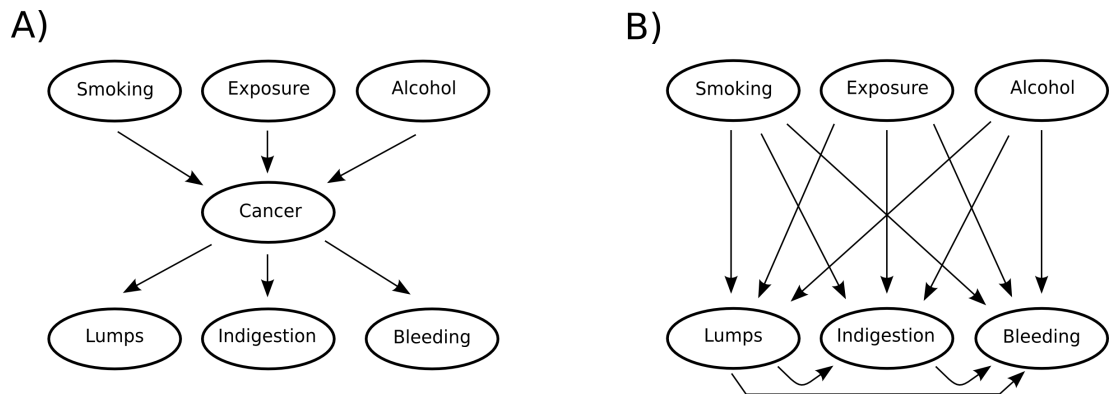 A)
B)
Smoking Exposure Alcohol
Smoking Exposure Alcohol
Cancer
Lumps Indigestion Bleeding
Lumps Indigestion Bleeding